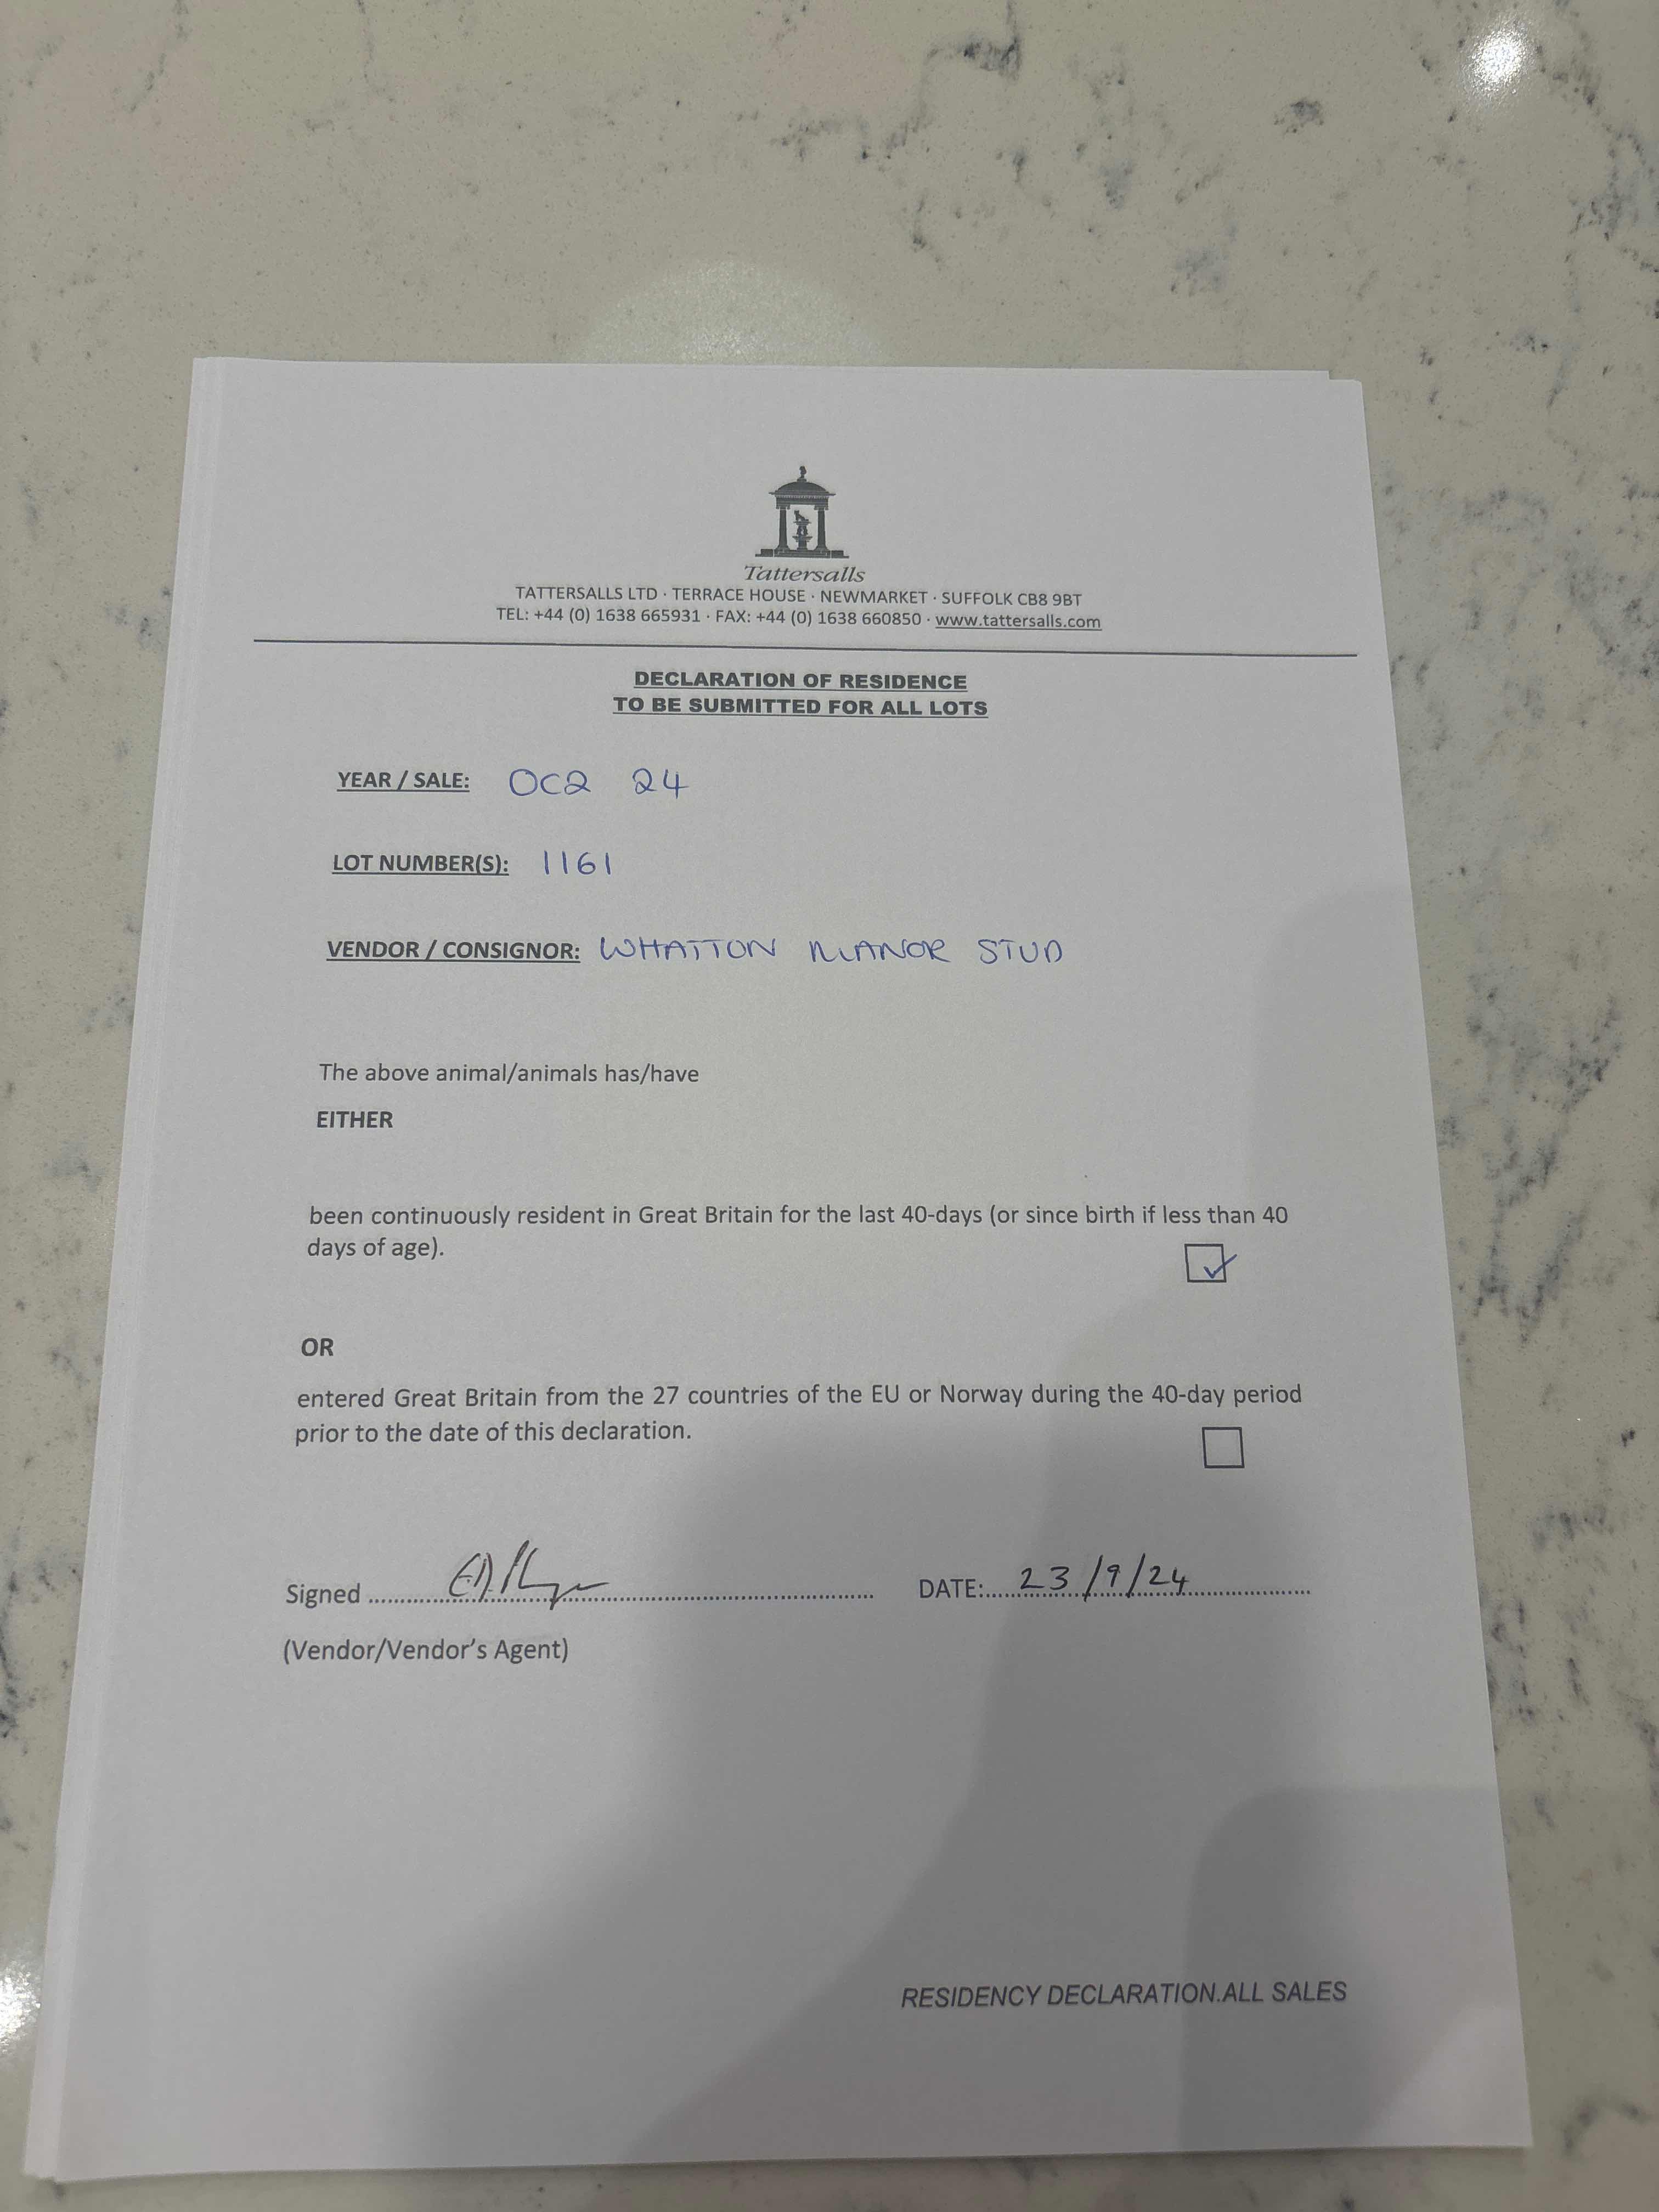 Tattersalls
TATTERSALLS LTD · TERRACE HOUSE · NEWMARKET · SUFFOLK CB8 9BT
TEL: +44 (0) 1638 665931 · FAX: +44 (0) 1638 660850 · www.tattersalls.com
DECLARATION OF RESIDENCE
TO BE SUBMITTED FOR ALL LOTS
YEAR / SALE: OC2 24
LOT NUMBER(S): 1161
VENDOR / CONSIGNOR: WHATTON MANOR STUD
The above animal/animals has/have
EITHER
been continuously resident in Great Britain for the last 40-days (or since birth if less than 40
days of age).
OR
entered Great Britain from the 27 countries of the EU or Norway during the 40-day period
prior to the date of this declaration.
Signed DATE: 23/9/24
(Vendor/Vendor's Agent)
RESIDENCY DECLARATION.ALL SALES